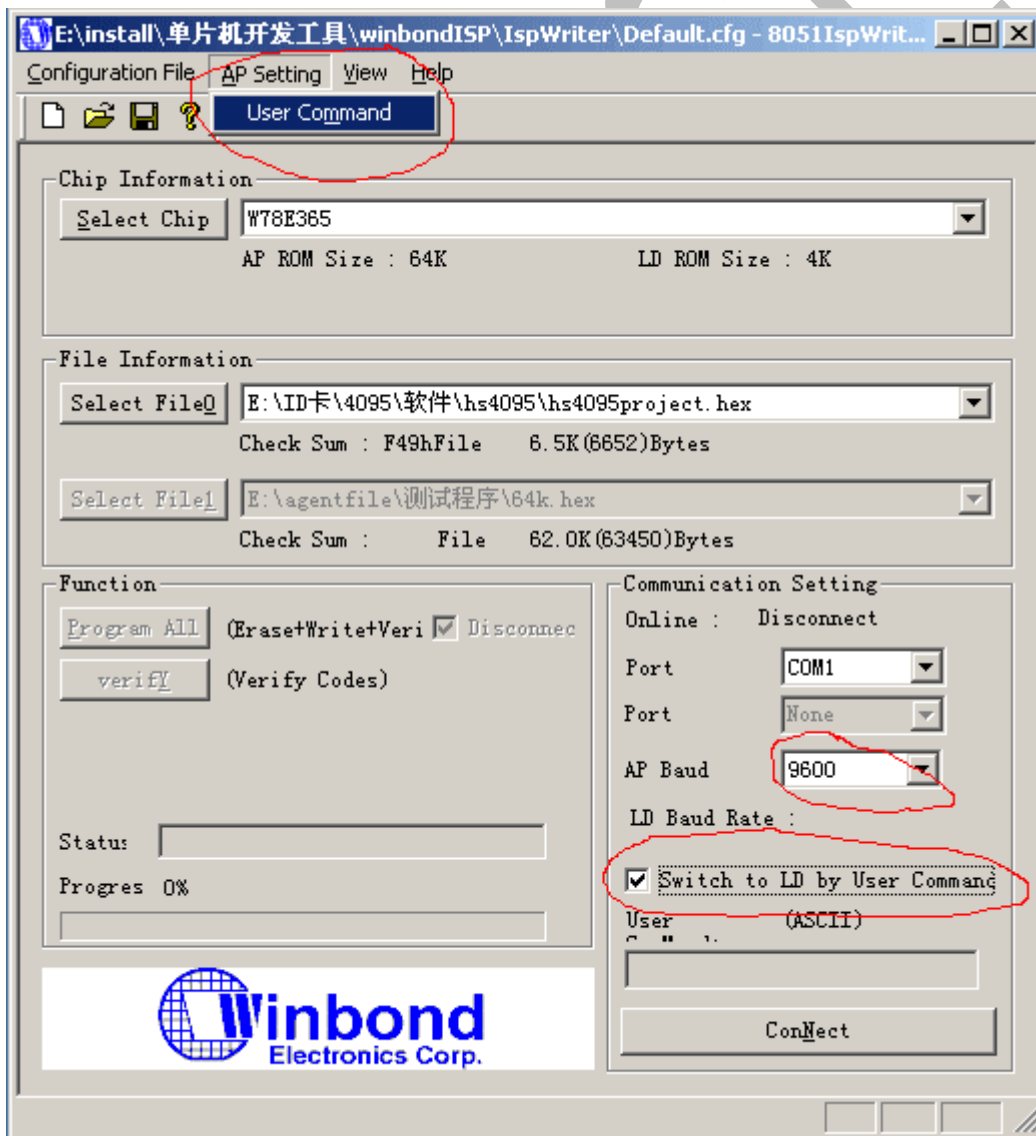 E:\install\单片机开发工具\winbondISP\IspWriter\Default.cfg - 8051IspWrit...
Configuration File AP Setting View Help
User Command
Chip Information
Select Chip W78E365
AP ROM Size : 64K LD ROM Size : 4K
File Information
Select File0 E:\ID卡\4095\软件\hs4095\hs4095project.hex
Check Sum : F49hFile 6.5K(6652)Bytes
Select File1 E:\agentfile\测试程序\64k.hex
Check Sum : File 62.0K(63450)Bytes
Function
Program All (Erase+Write+Veri Disconnec
verifY (Verify Codes)
Status
Progres 0%
Communication Setting
Online : Disconnect
Port COM1
Port None
AP Baud 9600
LD Baud Rate :
Switch to LD by User Command
User (ASCII)
ConNect
Winbond
Electronics Corp.